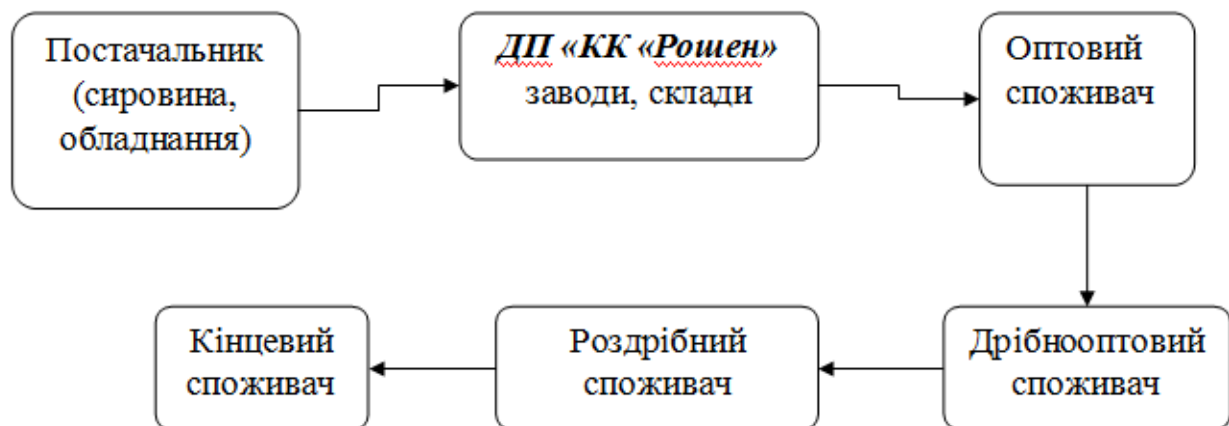 Постачальник
(сировина,
обладнання)
ДП «КК «Рошен»
заводи, склади
Оптовий
споживач
Дрібнооптовий
споживач
Роздрібний
споживач
Кінцевий
споживач